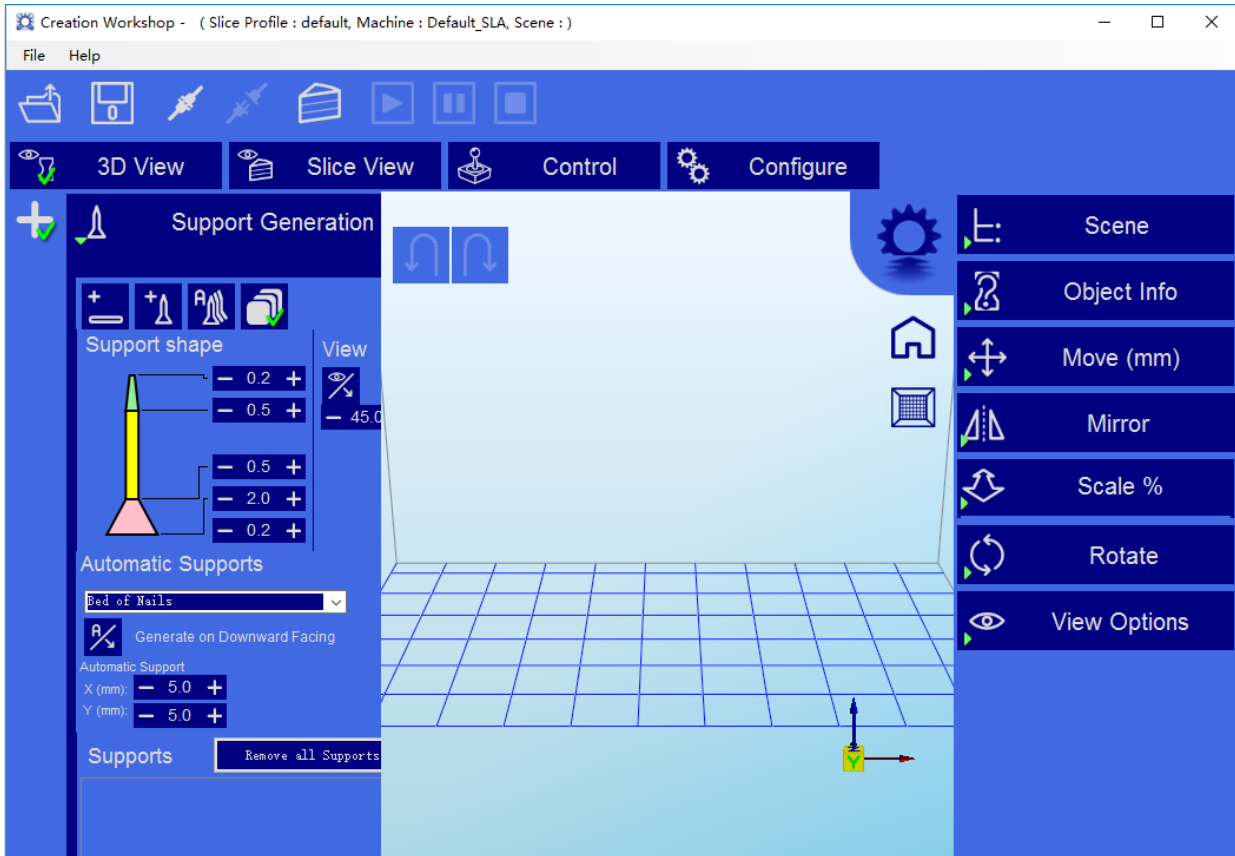 Creation Workshop -   ( Slice Profile : default, Machine : Default_SLA, Scene : )
File Help
3D View
Slice View
Control
Configure
Support Generation
Support shape
View
0.2
0.5
45.0
0.5
2.0
0.2
Automatic Supports
Bed of Nails
Generate on Downward Facing
Automatic Support
X (mm): 5.0
Y (mm): 5.0
Supports
Remove all Supports
Scene
Object Info
Move (mm)
Mirror
Scale %
Rotate
View Options
Y